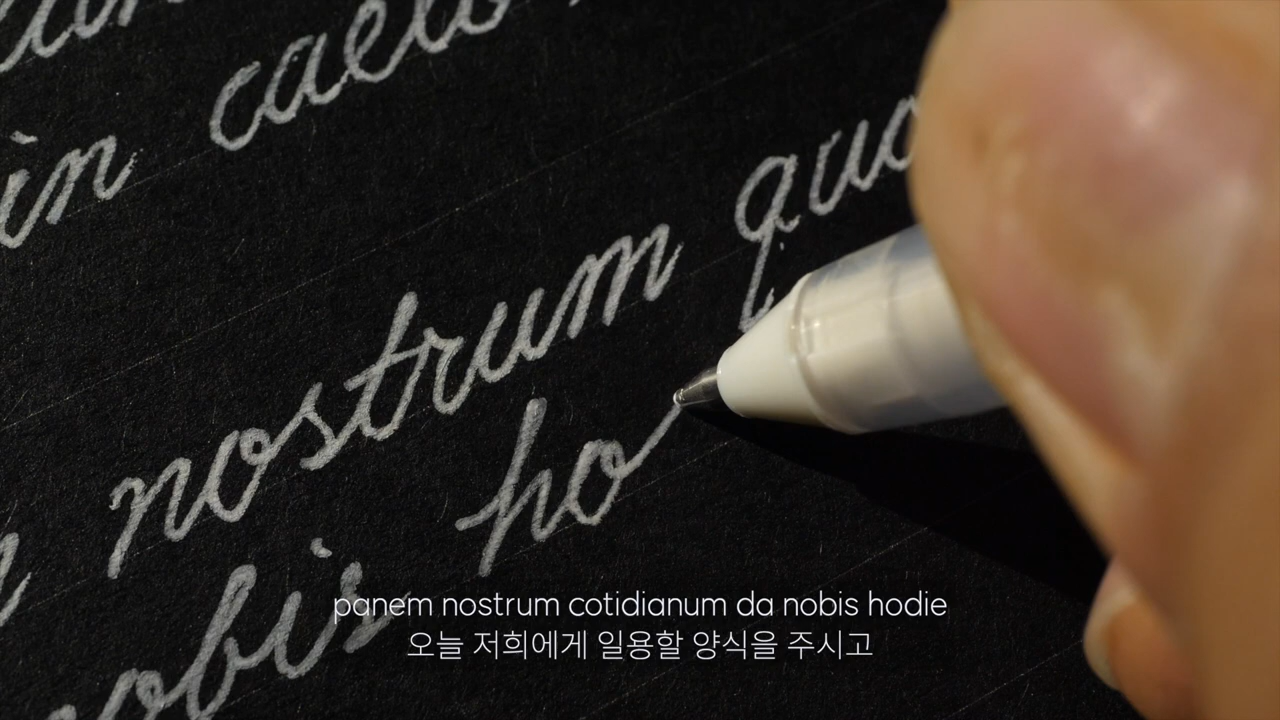 in caelo
nostrum quo
nobis ho
panem nostrum cotidianum da nobis hodie
오늘 저희에게 일용할 양식을 주시고